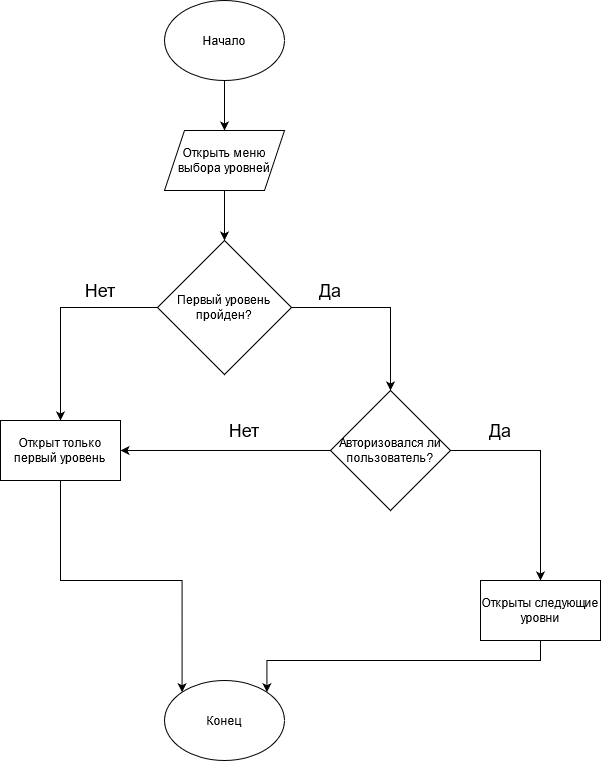 Начало
Открыть меню
выбора уровней
Нет
Да
Первый уровень
пройден?
Открыт только
первый уровень
Нет
Авторизовался ли
пользователь?
Да
Открыты следующие
уровни
Конец